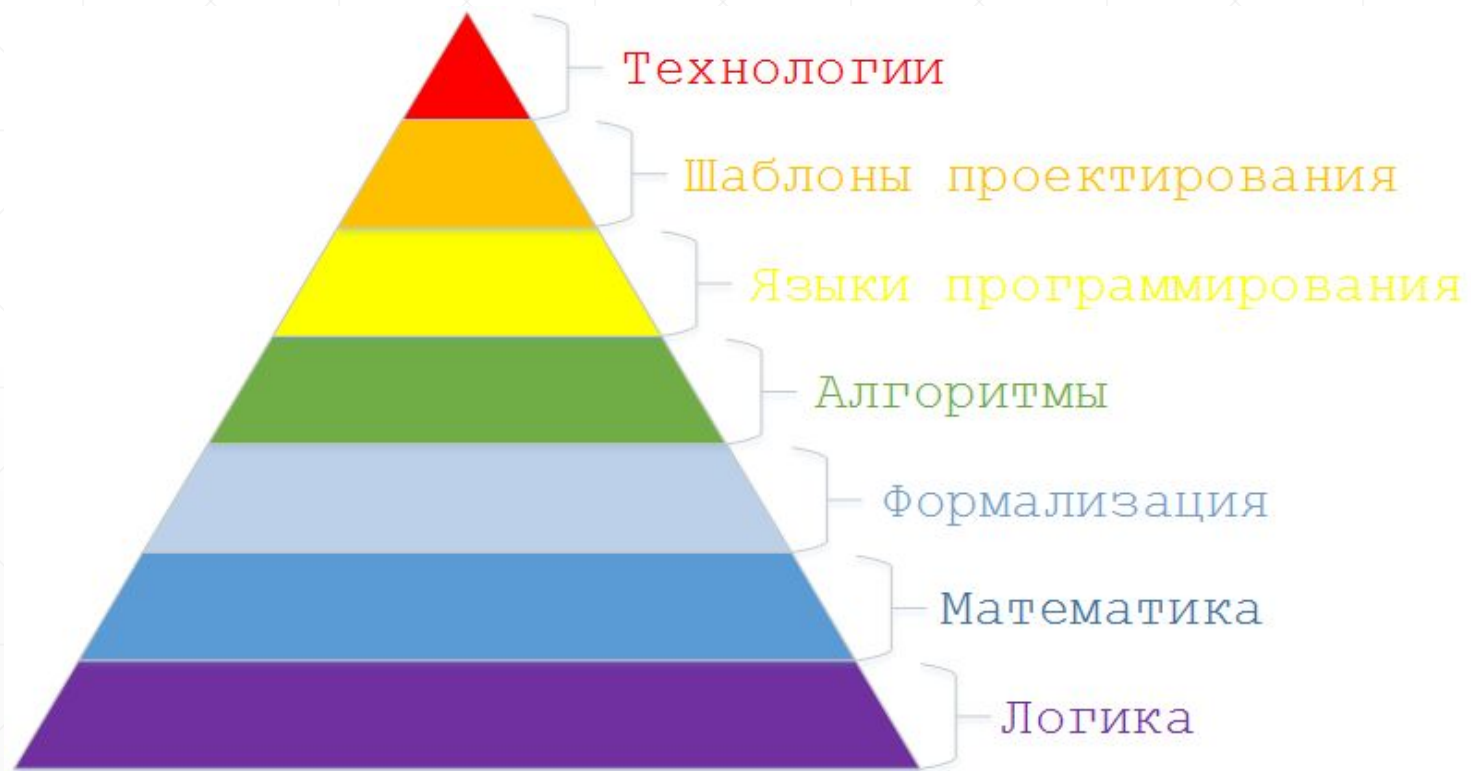 Технологии
Шаблоны проектирования
Языки программирования
Алгоритмы
Формализация
Математика
Логика